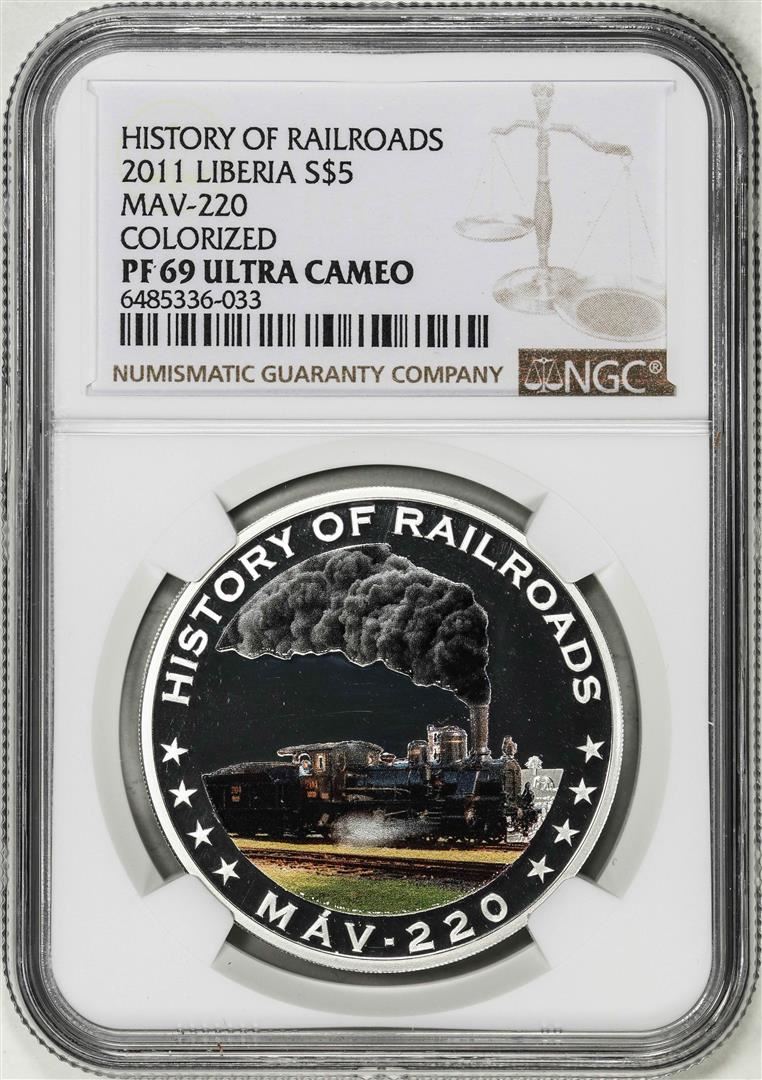 HISTORY OF RAILROADS
2011 LIBERIA S$5
MAV-220
COLORIZED
PF 69 ULTRA CAMEO
6485336-033
NUMISMATIC GUARANTY COMPANY
NGC®
HISTORY OF RAILROADS
MÁV-220